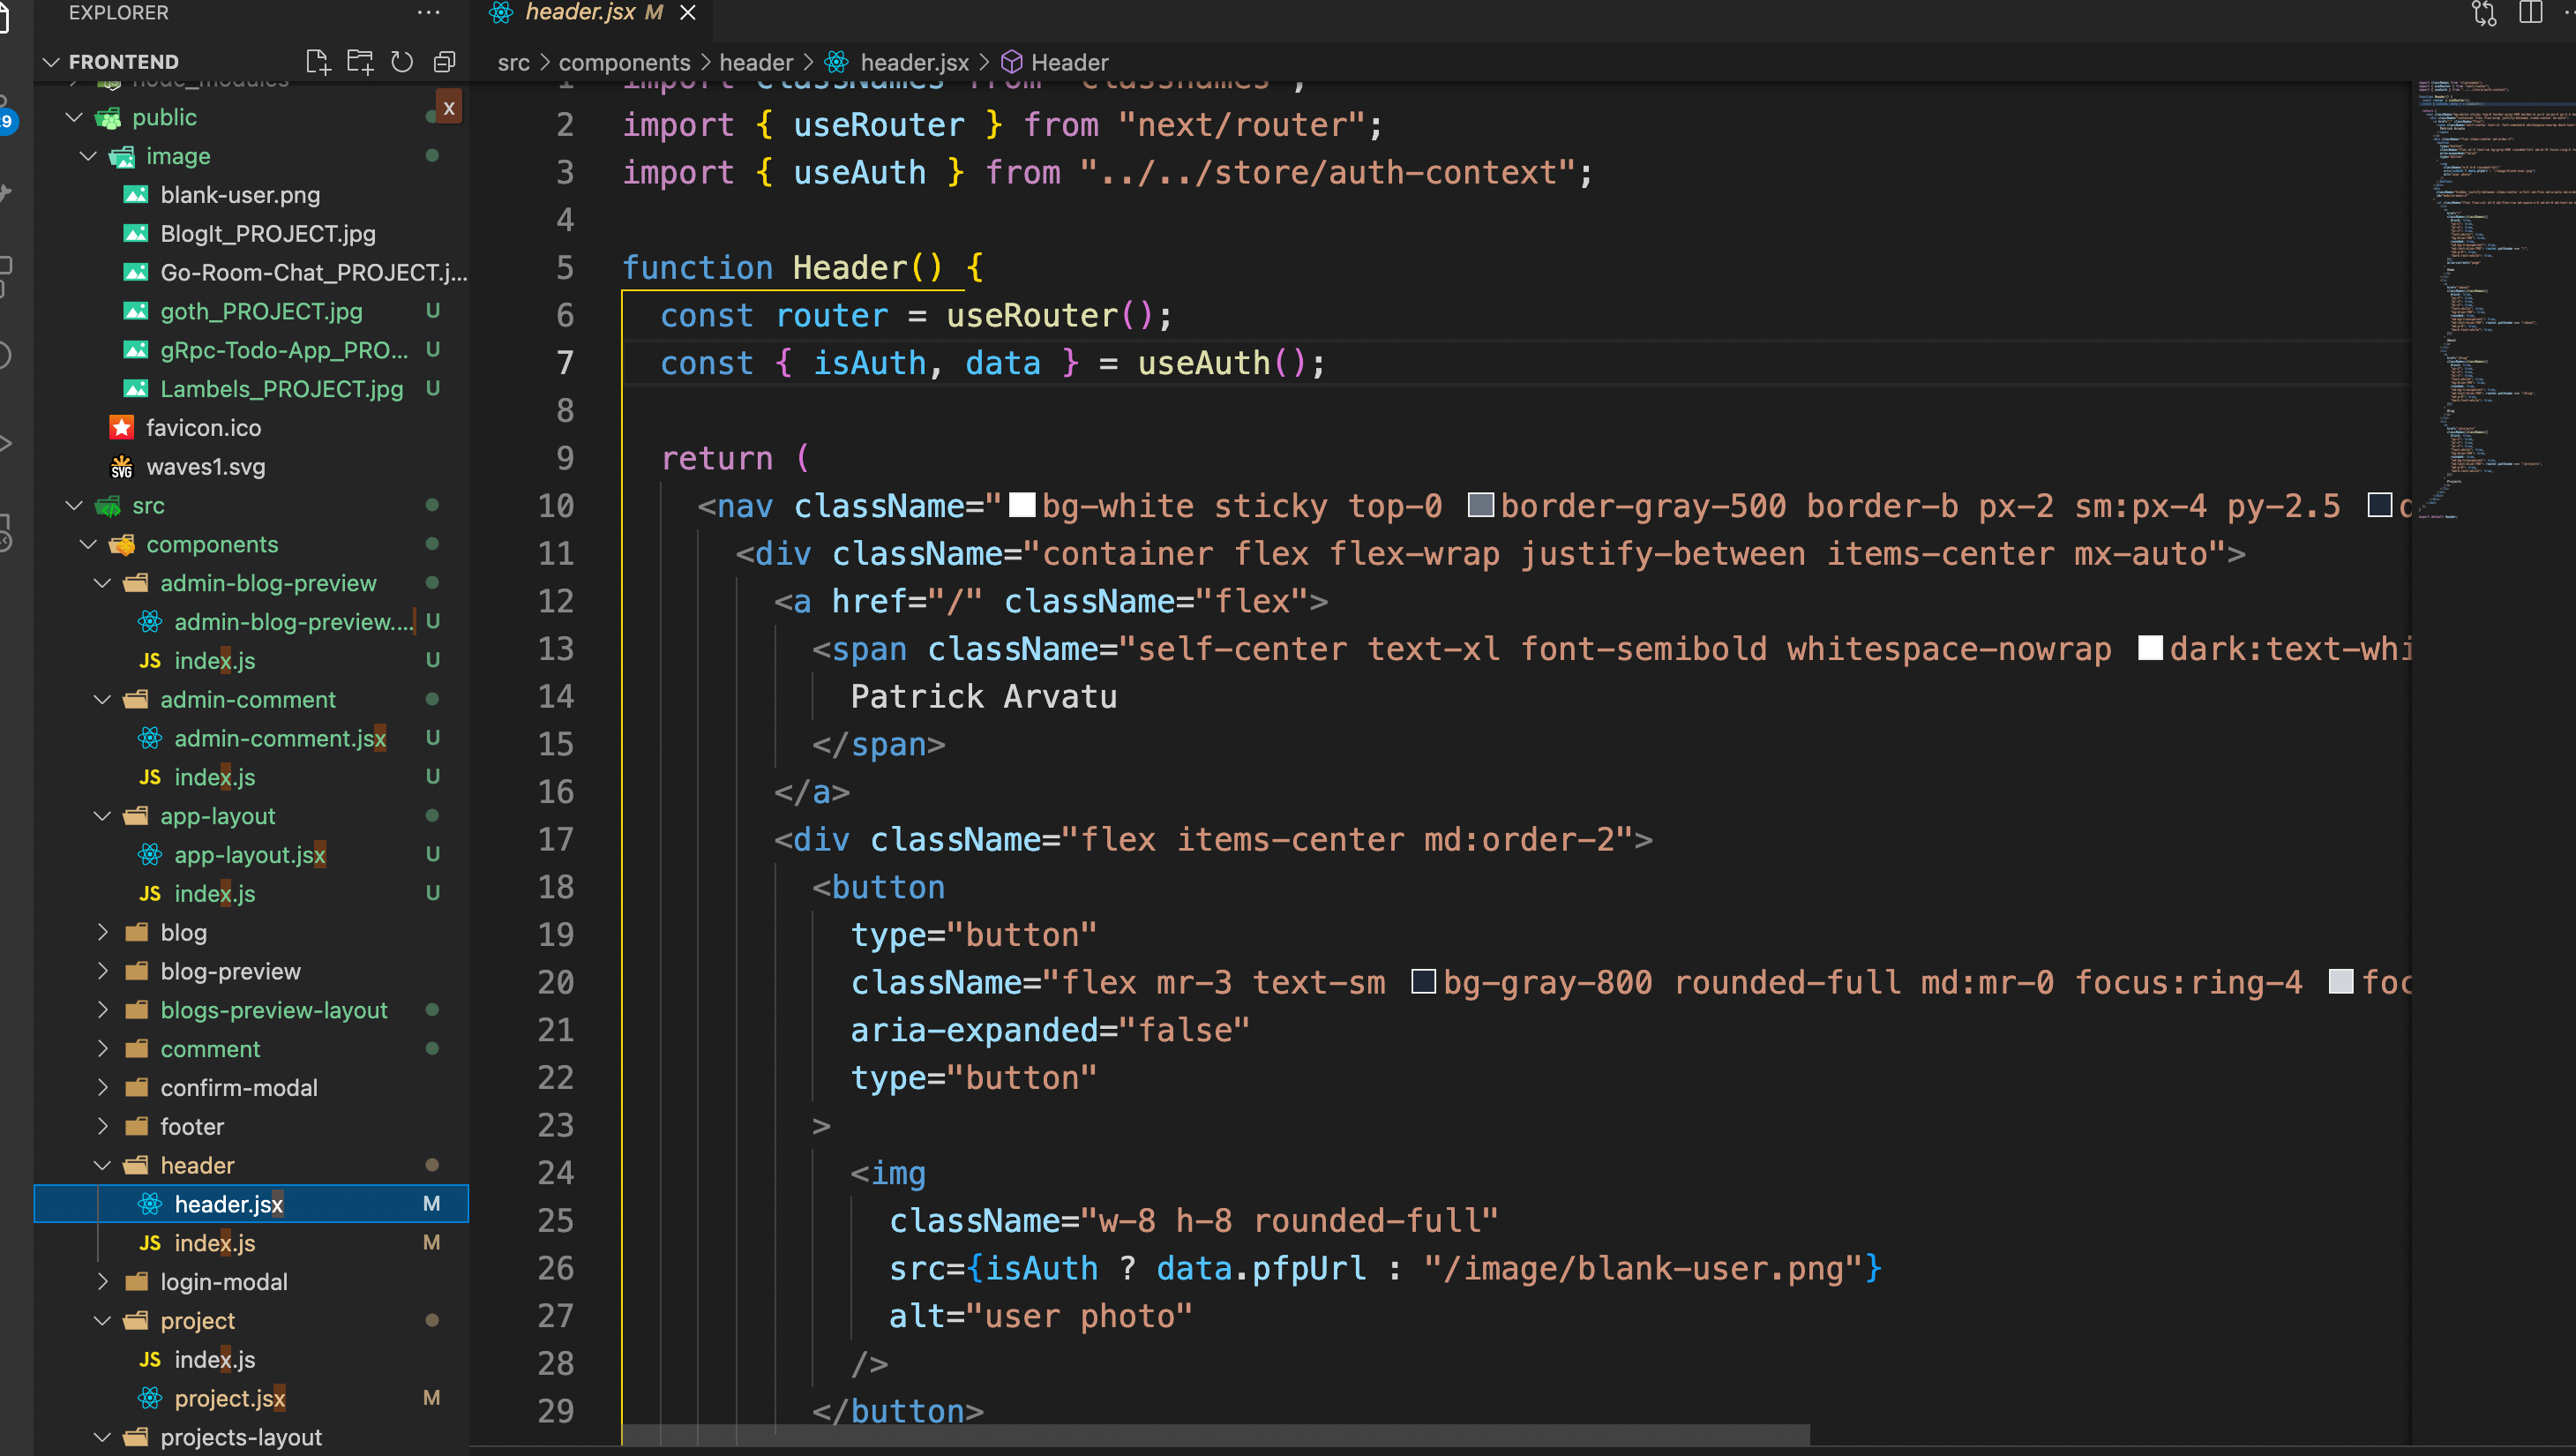 EXPLORER
FRONTEND
node_modules
x
public
image
blank-user.png
BlogIt_PROJECT.jpg
Go-Room-Chat_PROJECT.j...
goth_PROJECT.jpg U
gRpc-Todo-App_PRO... U
Lambels_PROJECT.jpg U
favicon.ico
waves1.svg
src
components
admin-blog-preview
admin-blog-preview.... U
JS index.js U
admin-comment
admin-comment.jsx U
JS index.js U
app-layout
app-layout.jsx U
JS index.js U
blog
blog-preview
blogs-preview-layout
comment
confirm-modal
footer
header
header.jsx M
JS index.js M
login-modal
project
JS index.js
project.jsx M
projects-layout
header.jsx M
src > components > header > header.jsx > Header
1 import classNames from "classnames";
2 import { useRouter } from "next/router";
3 import { useAuth } from "../../store/auth-context";
4
5 function Header() {
6 const router = useRouter();
7 const { isAuth, data } = useAuth();
8
9 return (
10 <nav className="bg-white sticky top-0 border-gray-500 border-b px-2 sm:px-4 py-2.5
11 <div className="container flex flex-wrap justify-between items-center mx-auto">
12 <a href="/" className="flex">
13 <span className="self-center text-xl font-semibold whitespace-nowrap dark:text-whi
14 Patrick Arvatu
15 </span>
16 </a>
17 <div className="flex items-center md:order-2">
18 <button
19 type="button"
20 className="flex mr-3 text-sm bg-gray-800 rounded-full md:mr-0 focus:ring-4 foc
21 aria-expanded="false"
22 type="button"
23 >
24 <img
25 className="w-8 h-8 rounded-full"
26 src={isAuth ? data.pfpUrl : "/image/blank-user.png"}
27 alt="user photo"
28 />
29 </button>